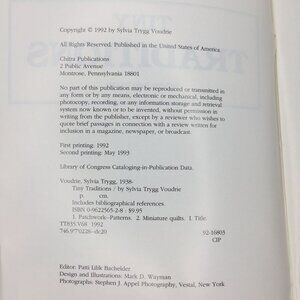 Copyright © 1992 by Sylvia Trygg Voudrie
All Rights Reserved. Published in the United States of America
Chitra Publications
2 Public Avenue
Montrose, Pennsylvania 18801
No part of this publication may be reproduced or transmitted in
any form or by any means, electronic or mechanical, including
photocopy, recording, or any information storage and retrieval
system now known or to be invented, without permission in
writing from the publisher, except by a reviewer who wishes to
quote brief passages in connection with a review written for
inclusion in a magazine, newspaper, or broadcast.
First printing: 1992
Second printing: May 1993
Library of Congress Cataloging-in-Publication Data.
Voudrie, Sylvia Trygg, 1938-
Tiny Traditions / by Sylvia Trygg Voudrie
p. cm.
Includes bibliographical references.
ISBN 0-9622565-2-8 : $9.95
1. Patchwork--Patterns. 2. Miniature quilts. I. Title.
TT835.V68 1992
746.9'7'0226--dc20 92-16803
CIP
Editor: Patti Lilik Bachelder
Design and Illustrations: Mark D. Wayman
Photographs: Stephen J. Appel Photography, Vestal, New York
TRADITIONS